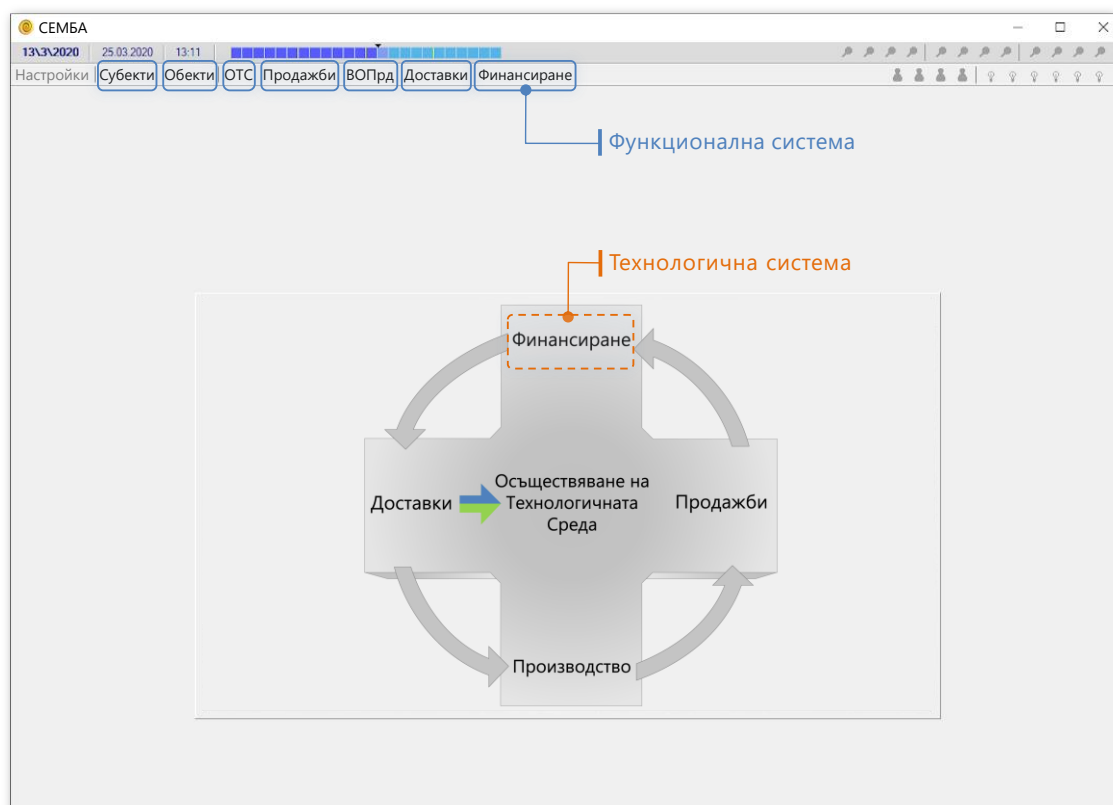 СЕМБА
13\3\2020 25.03.2020 13:11
Настройки Субекти Обекти ОТС Продажби ВОПрд Доставки Финансиране
Функционална система
Технологична система
Финансиране
Доставки
Осъществяване на
Технологичната
Среда
Продажби
Производство